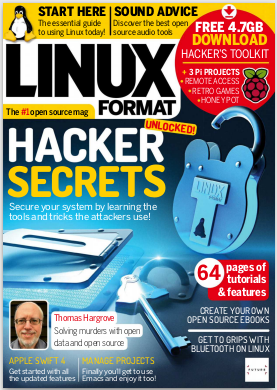 START HERE
The essential guide
to using Linux today!
SOUND ADVICE
Discover the best open
source audio tools
FREE 4.7GB
DOWNLOAD
HACKER'S TOOLKIT
+ 3 Pi PROJECTS
• REMOTE ACCESS
• RETRO GAMES
• HONEYPOT
LINUX
FORMAT
The #1 open source mag
UNLOCKED!
HACKER
SECRETS
Secure your system by learning the
tools and tricks the attackers use!
LINUX
64 pages of
tutorials
& features
Thomas Hargrove
Solving murders with open
data and open source
CREATE YOUR OWN
OPEN SOURCE EBOOKS
GET TO GRIPS WITH
BLUETOOTH ON LINUX
APPLE SWIFT 4
Get started with all
the updated features
MANAGE PROJECTS
Finally you'll get to use
Emacs and enjoy it too!
FUTURE